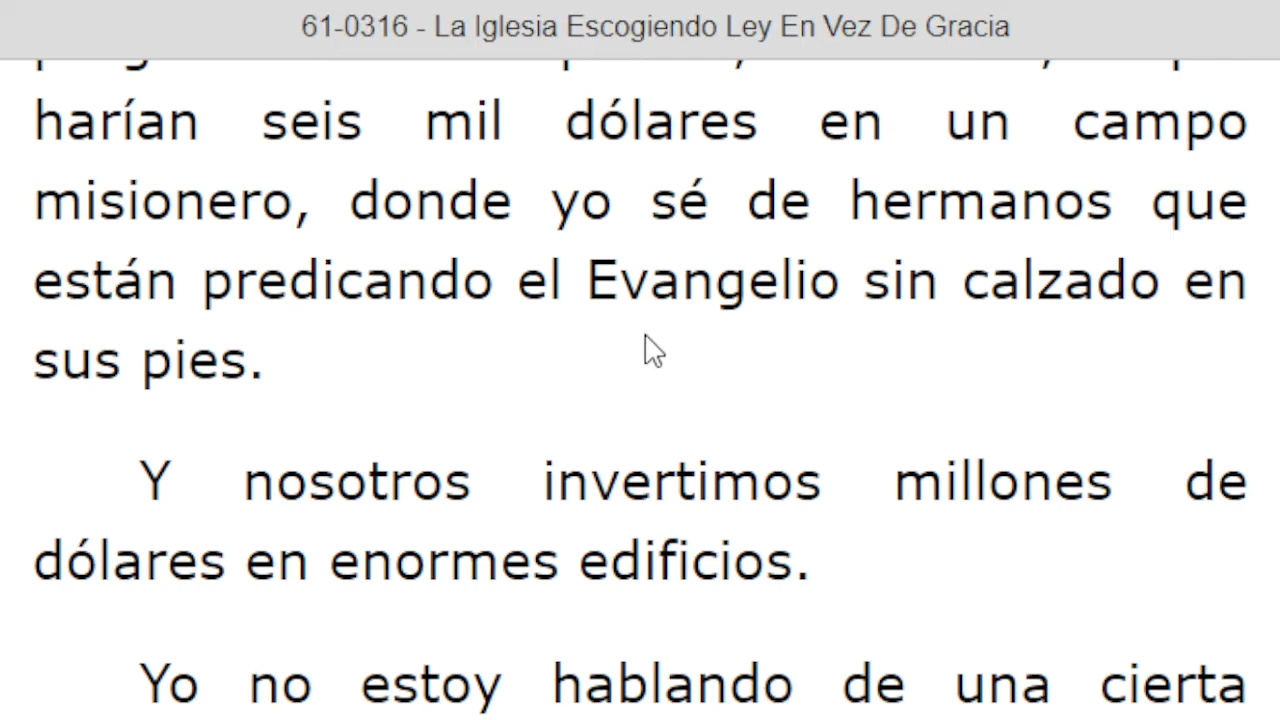 61-0316 - La Iglesia Escogiendo Ley En Vez De Gracia
harían seis mil dólares en un campo
misionero, donde yo sé de hermanos que
están predicando el Evangelio sin calzado en
sus pies.
Y nosotros invertimos millones de
dólares en enormes edificios.
Yo no estoy hablando de una cierta